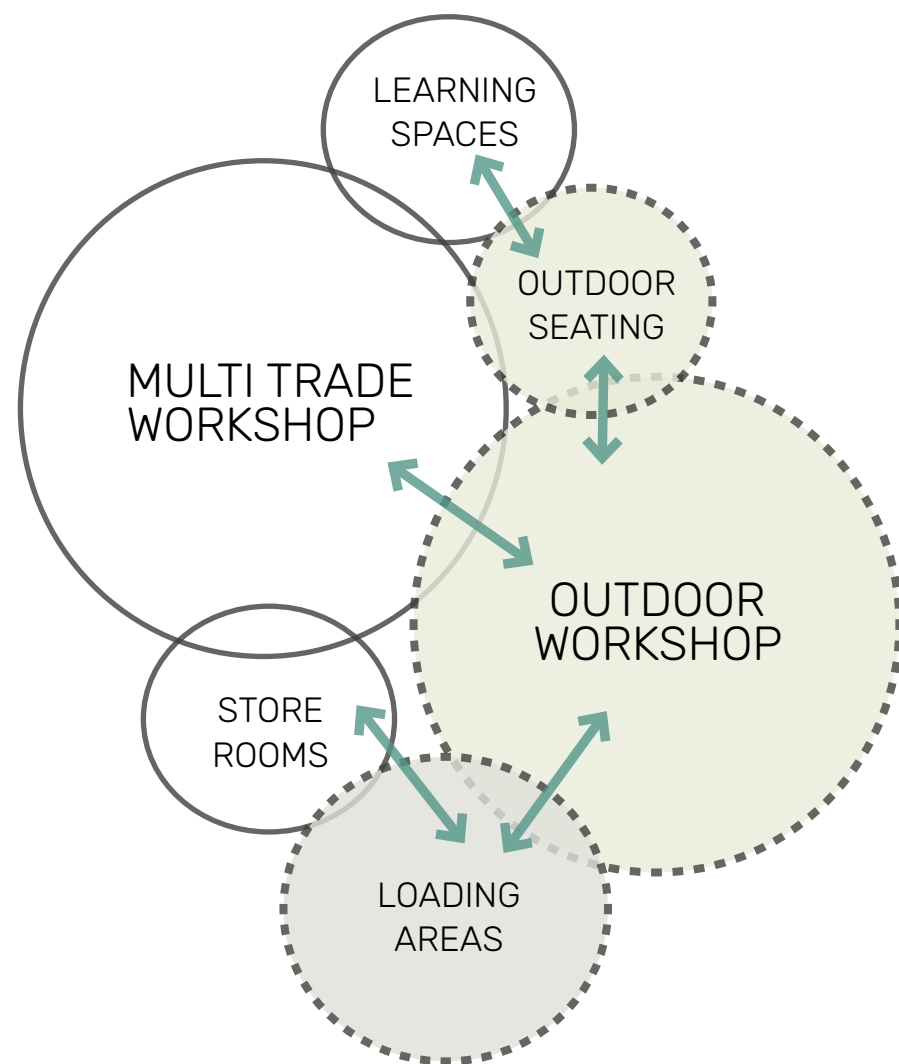 LEARNING
SPACES
OUTDOOR
SEATING
MULTI TRADE
WORKSHOP
OUTDOOR
WORKSHOP
STORE
ROOMS
LOADING
AREAS